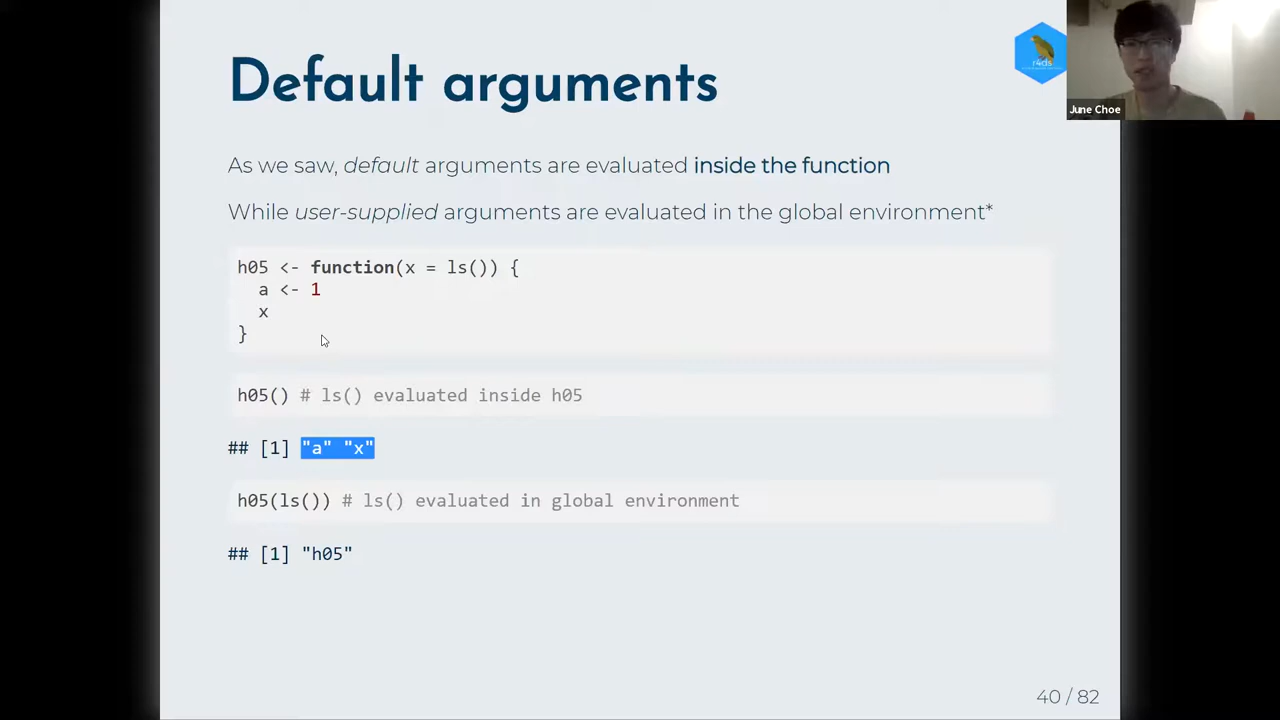 Default arguments
r4ds
June Choe
As we saw, default arguments are evaluated inside the function
While user-supplied arguments are evaluated in the global environment*
h05 <- function(x = ls()) {
  a <- 1
  x
}
h05() # ls() evaluated inside h05
## [1] "a" "x"
h05(ls()) # ls() evaluated in global environment
## [1] "h05"
40 / 82